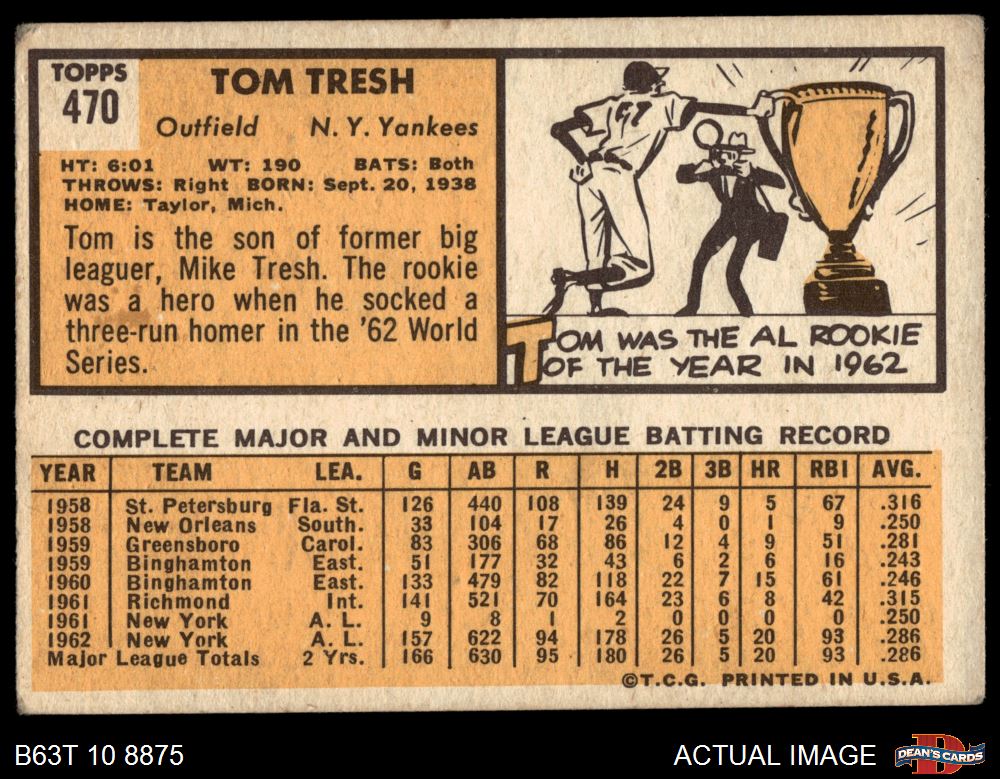 TOPPS
470
TOM TRESH
Outfield N. Y. Yankees
HT: 6:01 WT: 190 BATS: Both
THROWS: Right BORN: Sept. 20, 1938
HOME: Taylor, Mich.
Tom is the son of former big
leaguer, Mike Tresh. The rookie
was a hero when he socked a
three-run homer in the '62 World
Series.
TOM WAS THE AL ROOKIE
OF THE YEAR IN 1962
COMPLETE MAJOR AND MINOR LEAGUE BATTING RECORD
YEAR TEAM LEA. G AB R H 2B 3B HR RBI AVG.
1958 St. Petersburg Fla. St. 126 440 108 139 24 9 5 67 .316
1958 New Orleans South. 33 104 17 26 4 0 1 9 .250
1959 Greensboro Carol. 83 306 68 86 12 4 9 51 .281
1959 Binghamton East. 51 177 32 43 6 2 6 16 .243
1960 Binghamton East. 133 479 82 118 22 7 15 61 .246
1961 Richmond Int. 141 521 70 164 23 6 8 42 .315
1961 New York A. L. 9 8 1 2 0 0 0 0 .250
1962 New York A. L. 157 622 94 178 26 5 20 93 .286
Major League Totals 2 Yrs. 166 630 95 180 26 5 20 93 .286
©T.C.G. PRINTED IN U.S.A.
B63T 10 8875 ACTUAL IMAGE DEAN'S CARDS